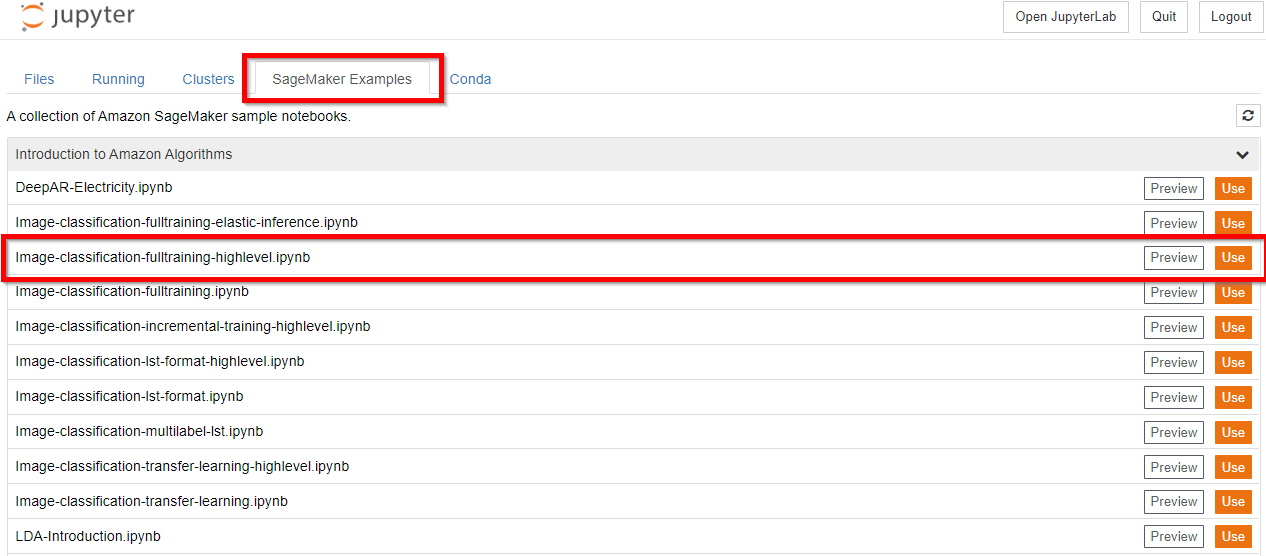 jupyter Open JupyterLab Quit Logout
Files Running Clusters SageMaker Examples Conda
A collection of Amazon SageMaker sample notebooks.
Introduction to Amazon Algorithms
DeepAR-Electricity.ipynb Preview Use
Image-classification-fulltraining-elastic-inference.ipynb Preview Use
Image-classification-fulltraining-highlevel.ipynb Preview Use
Image-classification-fulltraining.ipynb Preview Use
Image-classification-incremental-training-highlevel.ipynb Preview Use
Image-classification-lst-format-highlevel.ipynb Preview Use
Image-classification-lst-format.ipynb Preview Use
Image-classification-multilabel-lst.ipynb Preview Use
Image-classification-transfer-learning-highlevel.ipynb Preview Use
Image-classification-transfer-learning.ipynb Preview Use
LDA-Introduction.ipynb Preview Use